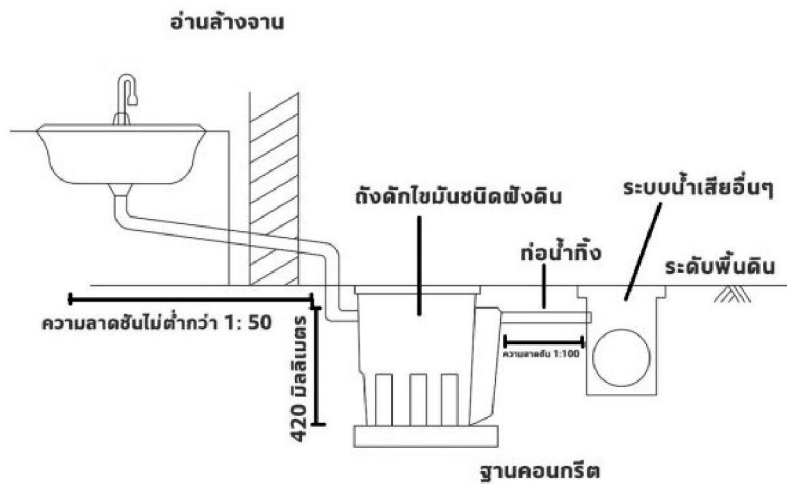 อ่านล้างจาน
ถังดักไขมันชนิดฝังดิน
ระบบน้ำเสียอื่นๆ
ท่อน้ำทิ้ง
ระดับพื้นดิน
ความลาดชันไม่ต่ำกว่า 1: 50
ความลาดชัน 1:100
420 มิลลิเมตร
ฐานคอนกรีต